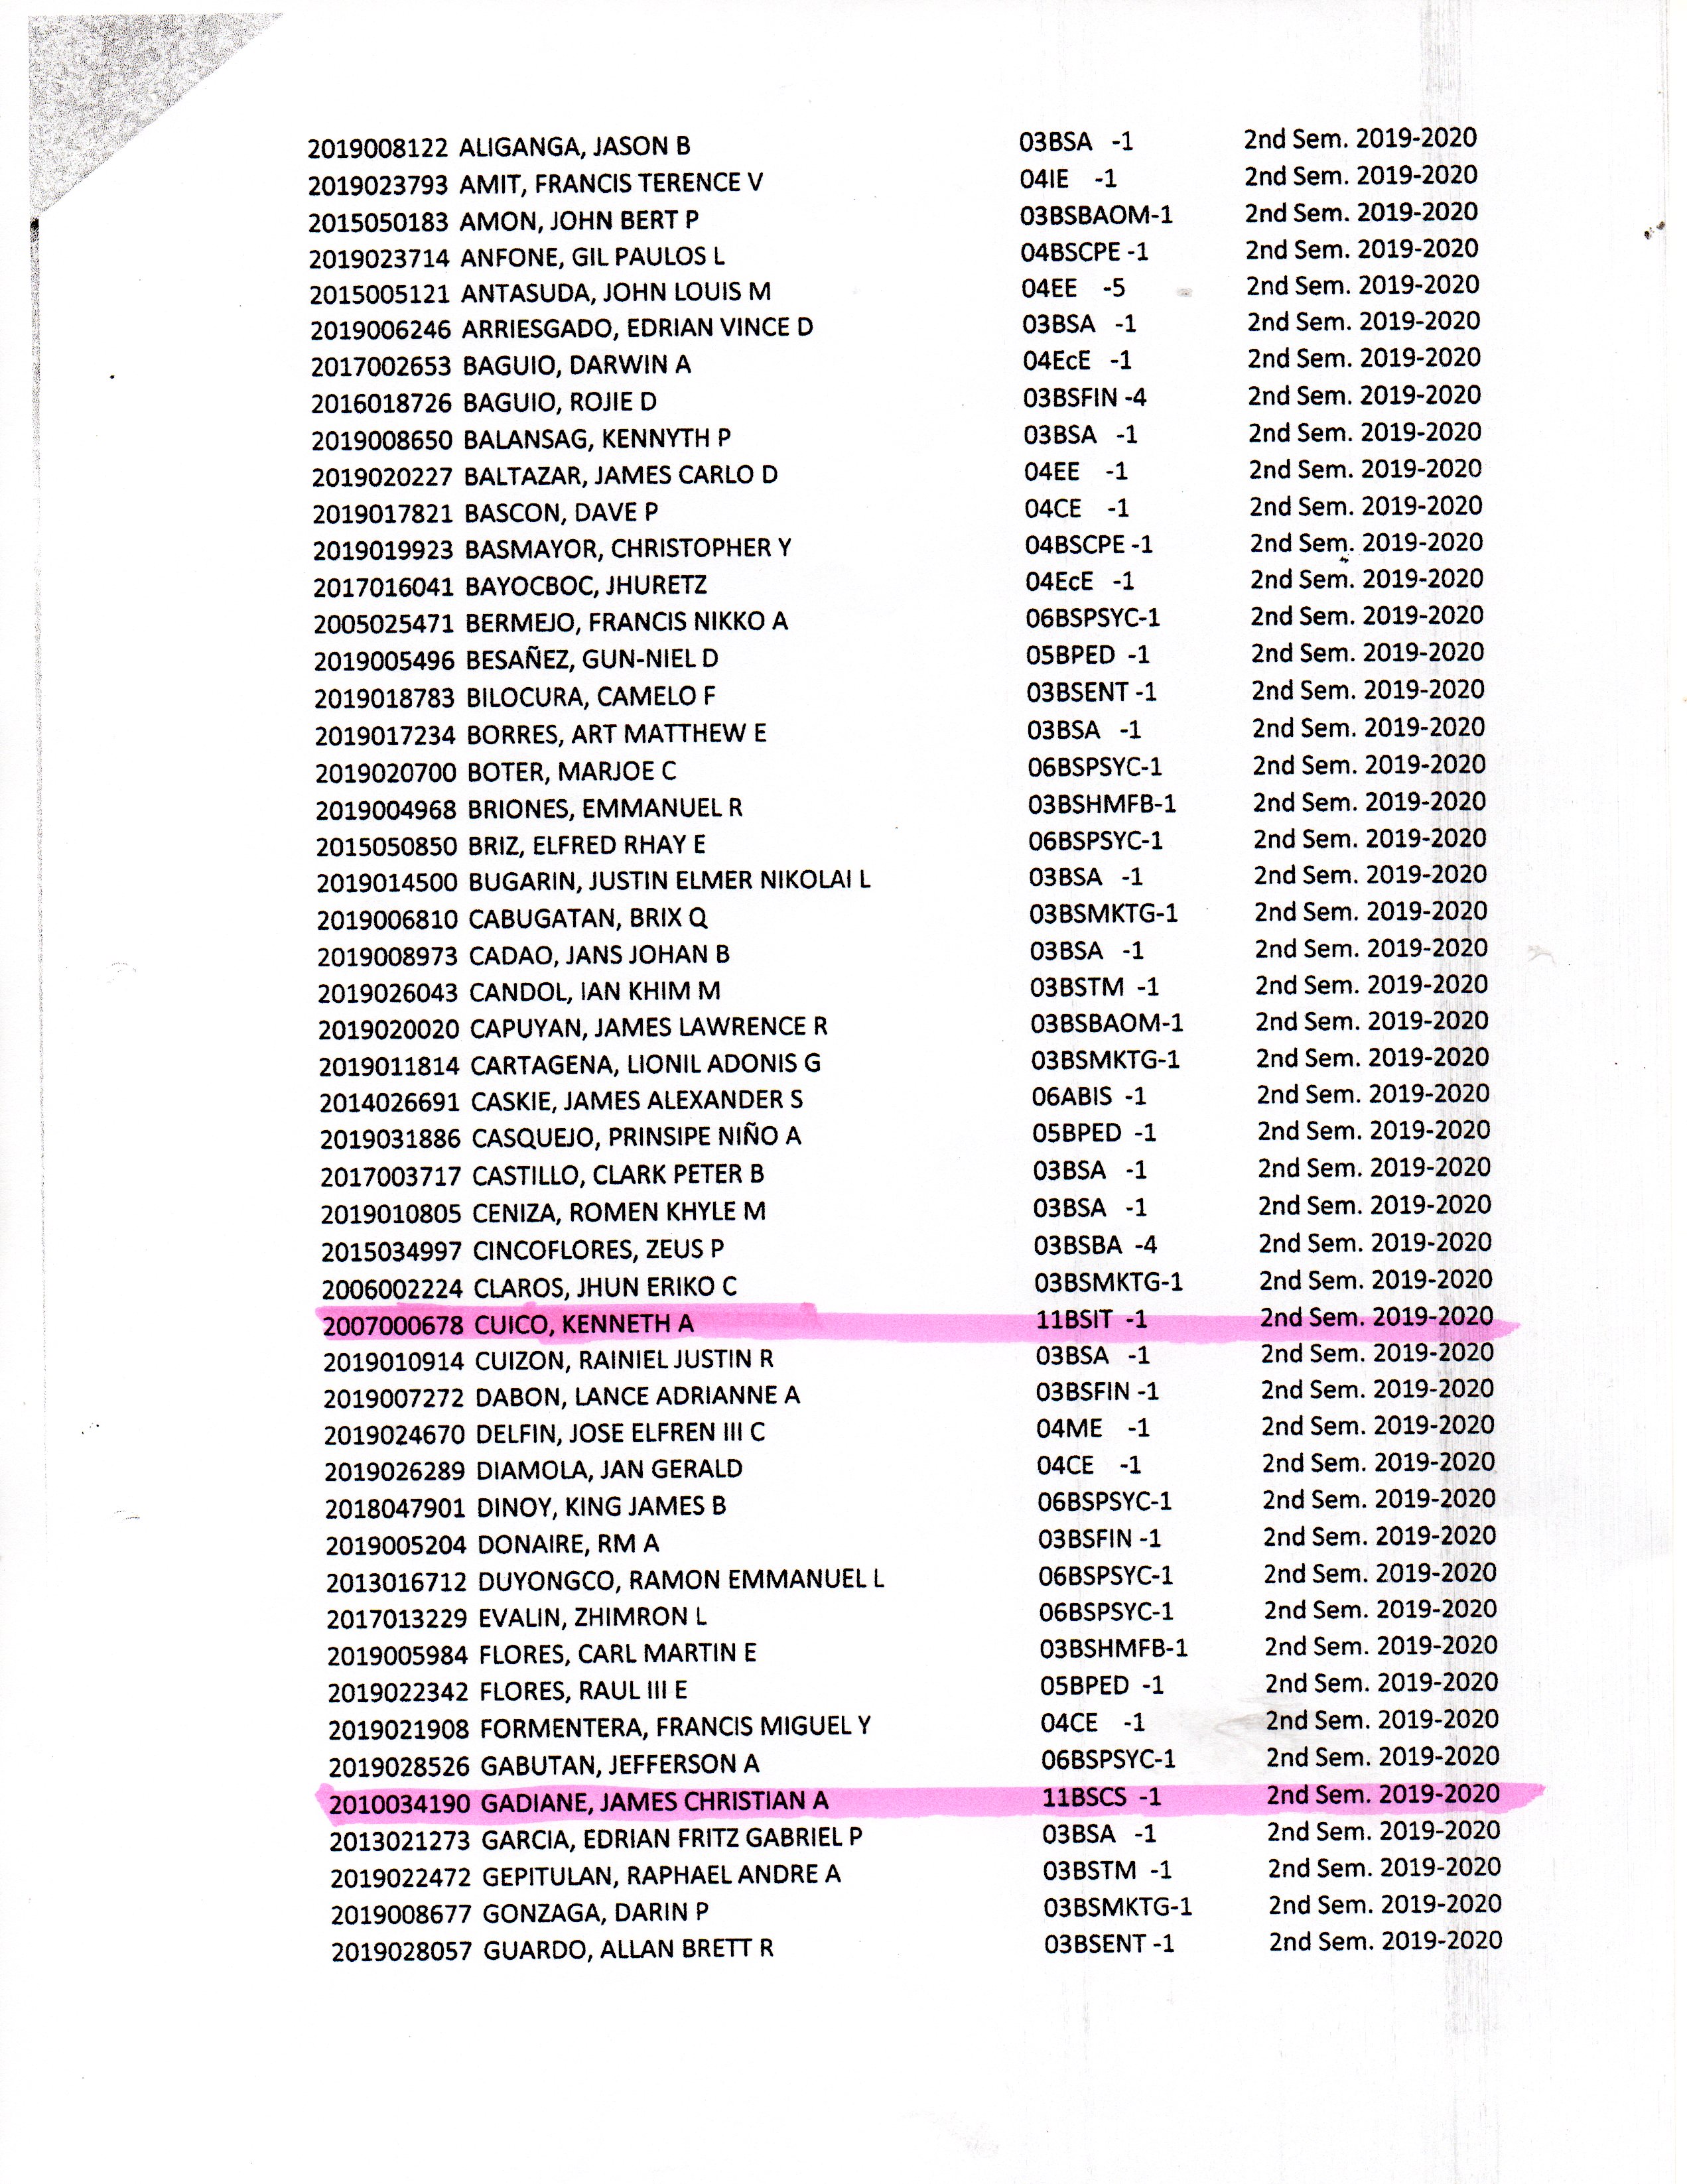 2019008122 ALIGANGA, JASON B 03BSA -1 2nd Sem. 2019-2020
2019023793 AMIT, FRANCIS TERENCE V 04IE -1 2nd Sem. 2019-2020
2015050183 AMON, JOHN BERT P 03BSBAOM-1 2nd Sem. 2019-2020
2019023714 ANFONE, GIL PAULOS L 04BSCPE -1 2nd Sem. 2019-2020
2015005121 ANTASUDA, JOHN LOUIS M 04EE -5 2nd Sem. 2019-2020
2019006246 ARRIESGADO, EDRIAN VINCE D 03BSA -1 2nd Sem. 2019-2020
2017002653 BAGUIO, DARWIN A 04EcE -1 2nd Sem. 2019-2020
2016018726 BAGUIO, ROJIE D 03BSFIN -4 2nd Sem. 2019-2020
2019008650 BALANSAG, KENNYTH P 03BSA -1 2nd Sem. 2019-2020
2019020227 BALTAZAR, JAMES CARLO D 04EE -1 2nd Sem. 2019-2020
2019017821 BASCON, DAVE P 04CE -1 2nd Sem. 2019-2020
2019019923 BASMAYOR, CHRISTOPHER Y 04BSCPE -1 2nd Sem. 2019-2020
2017016041 BAYOCBOC, JHURETZ 04EcE -1 2nd Sem. 2019-2020
2005025471 BERMEJO, FRANCIS NIKKO A 06BSPSYC-1 2nd Sem. 2019-2020
2019005496 BESAÑEZ, GUN-NIEL D 05BPED -1 2nd Sem. 2019-2020
2019018783 BILOCURA, CAMELO F 03BSENT -1 2nd Sem. 2019-2020
2019017234 BORRES, ART MATTHEW E 03BSA -1 2nd Sem. 2019-2020
2019020700 BOTER, MARJOE C 06BSPSYC-1 2nd Sem. 2019-2020
2019004968 BRIONES, EMMANUEL R 03BSHMFB-1 2nd Sem. 2019-2020
2015050850 BRIZ, ELFRED RHAY E 06BSPSYC-1 2nd Sem. 2019-2020
2019014500 BUGARIN, JUSTIN ELMER NIKOLAI L 03BSA -1 2nd Sem. 2019-2020
2019006810 CABUGATAN, BRIX Q 03BSMKTG-1 2nd Sem. 2019-2020
2019008973 CADAO, JANS JOHAN B 03BSA -1 2nd Sem. 2019-2020
2019026043 CANDOL, IAN KHIM M 03BSTM -1 2nd Sem. 2019-2020
2019020020 CAPUYAN, JAMES LAWRENCE R 03BSBAOM-1 2nd Sem. 2019-2020
2019011814 CARTAGENA, LIONIL ADONIS G 03BSMKTG-1 2nd Sem. 2019-2020
2014026691 CASKIE, JAMES ALEXANDER S 06ABIS -1 2nd Sem. 2019-2020
2019031886 CASQUEJO, PRINSIPE NIÑO A 05BPED -1 2nd Sem. 2019-2020
2017003717 CASTILLO, CLARK PETER B 03BSA -1 2nd Sem. 2019-2020
2019010805 CENIZA, ROMEN KHYLE M 03BSA -1 2nd Sem. 2019-2020
2015034997 CINCOFLORES, ZEUS P 03BSBA -4 2nd Sem. 2019-2020
2006002224 CLAROS, JHUN ERIKO C 03BSMKTG-1 2nd Sem. 2019-2020
2007000678 CUICO, KENNETH A 11BSIT -1 2nd Sem. 2019-2020
2019010914 CUIZON, RAINIEL JUSTIN R 03BSA -1 2nd Sem. 2019-2020
2019007272 DABON, LANCE ADRIANNE A 03BSFIN -1 2nd Sem. 2019-2020
2019024670 DELFIN, JOSE ELFREN III C 04ME -1 2nd Sem. 2019-2020
2019026289 DIAMOLA, JAN GERALD 04CE -1 2nd Sem. 2019-2020
2018047901 DINOY, KING JAMES B 06BSPSYC-1 2nd Sem. 2019-2020
2019005204 DONAIRE, RM A 03BSFIN -1 2nd Sem. 2019-2020
2013016712 DUYONGCO, RAMON EMMANUEL L 06BSPSYC-1 2nd Sem. 2019-2020
2017013229 EVALIN, ZHIMRON L 06BSPSYC-1 2nd Sem. 2019-2020
2019005984 FLORES, CARL MARTIN E 03BSHMFB-1 2nd Sem. 2019-2020
2019022342 FLORES, RAUL III E 05BPED -1 2nd Sem. 2019-2020
2019021908 FORMENTERA, FRANCIS MIGUEL Y 04CE -1 2nd Sem. 2019-2020
2019028526 GABUTAN, JEFFERSON A 06BSPSYC-1 2nd Sem. 2019-2020
2010034190 GADIANE, JAMES CHRISTIAN A 11BSCS -1 2nd Sem. 2019-2020
2013021273 GARCIA, EDRIAN FRITZ GABRIEL P 03BSA -1 2nd Sem. 2019-2020
2019022472 GEPITULAN, RAPHAEL ANDRE A 03BSTM -1 2nd Sem. 2019-2020
2019008677 GONZAGA, DARIN P 03BSMKTG-1 2nd Sem. 2019-2020
2019028057 GUARDO, ALLAN BRETT R 03BSENT -1 2nd Sem. 2019-2020